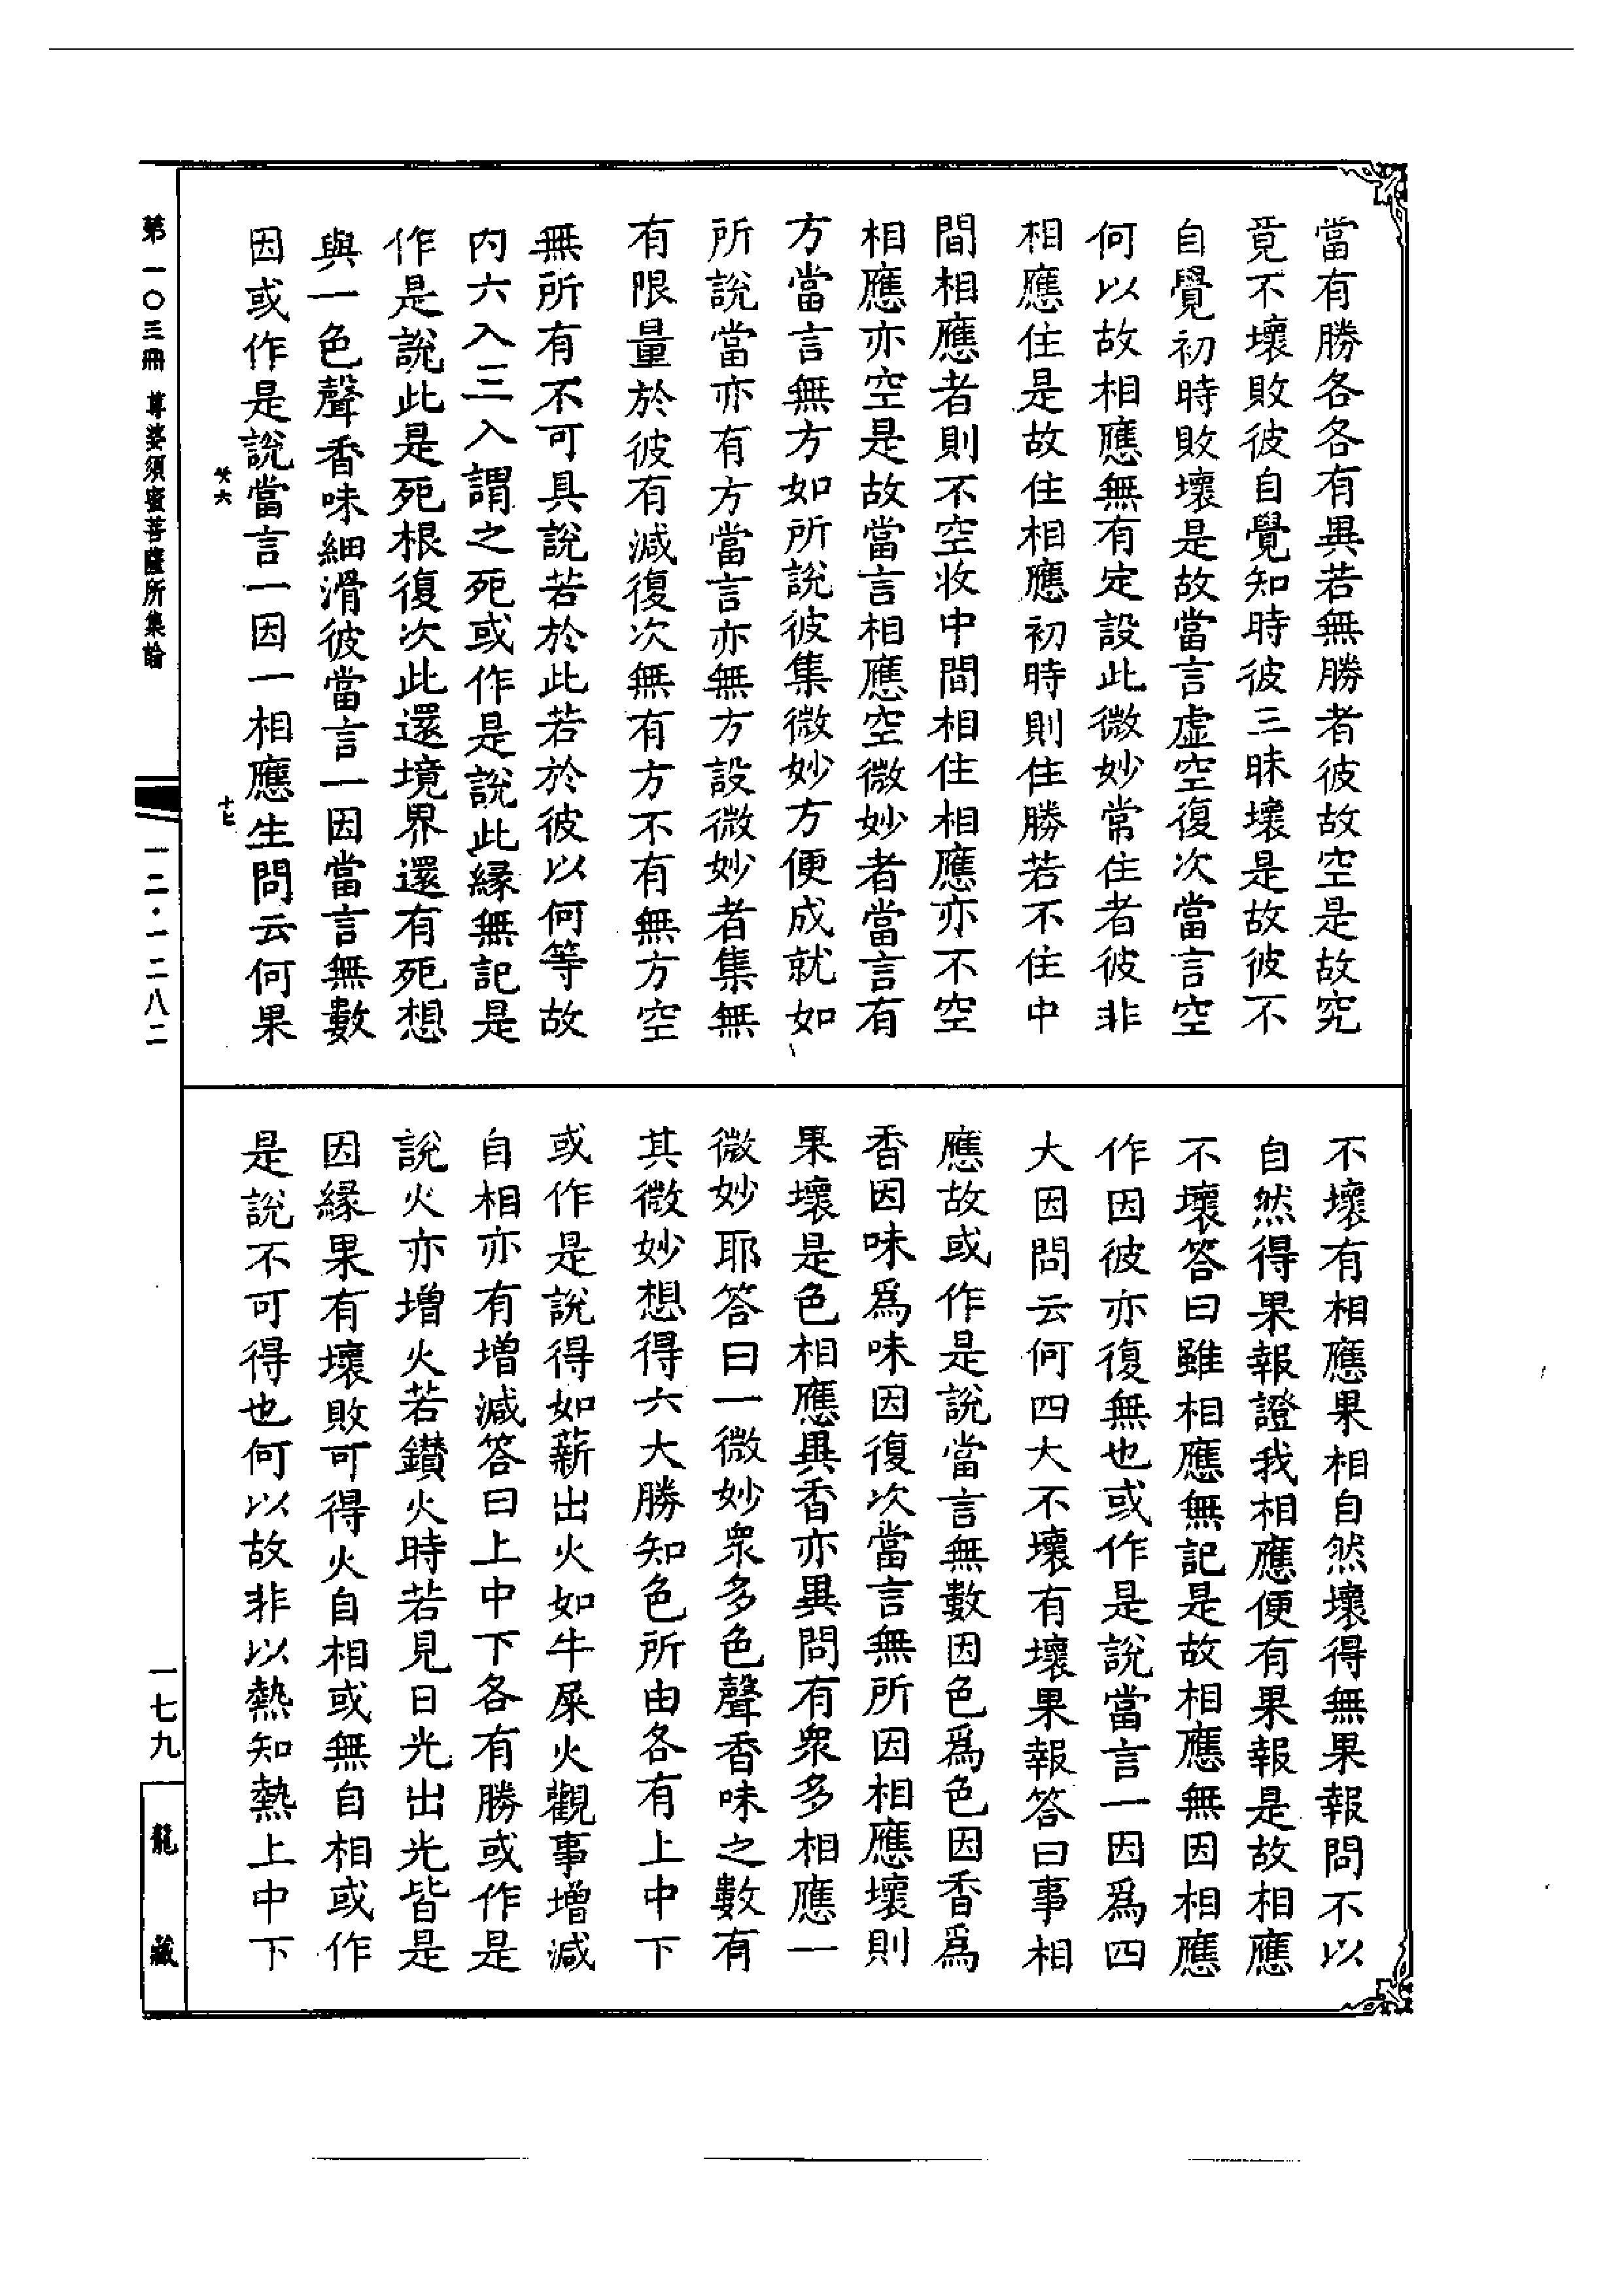 當有勝各各有異若無勝者彼故空是故究
竟不壞敗彼自覺知時彼三昧壞是故彼不
自覺初時敗壞是故當言虛空復次當言空
何以故相應無有定設此微妙常住者彼非
相應住是故住相應初時則住勝若不住中
間相應者則不空收中間相住相應亦不空
相應亦空是故當言相應空微妙者當言有
方當言無方如所說彼集微妙方便成就如
所說當亦有方當言亦無方設微妙者集無
有限量於彼有減復次無有方不有無方空
無所有不可具說若於此若於彼以何等故
內六入三入謂之死或作是說此緣無記是
作是說此是死根復次此還境界還有死想
與一色聲香味細滑彼當言一因當言無數
因或作是說當言一因一相應生問云何果
不壞有相應果相自然壞得無果報問不以
自然得果報證我相應便有果報是故相應
不壞答曰雖相應無記是故相應無因相應
作因彼亦復無也或作是說當言一因為四
大因問云何四大不壞有壞果報答曰事相
應故或作是說當言無數因色為色因香為
香因味為味因復次當言無所因相應壞則
果壞是色相應異香亦異問有眾多相應一
微妙耶答曰一微妙眾多色聲香味之數有
其微妙想得六大勝知色所由各有上中下
或作是說得如薪出火如牛屎火觀事增減
自相亦有增減答曰上中下各有勝或作是
說火亦增火若鑚火時若見日光出光皆是
因緣果有壞敗可得火自相或無自相或作
是說不可得也何以故非以熱知熱上中下
第一〇三冊 尊婆須蜜菩薩所集論
一二·一二八二
一七九
龍藏